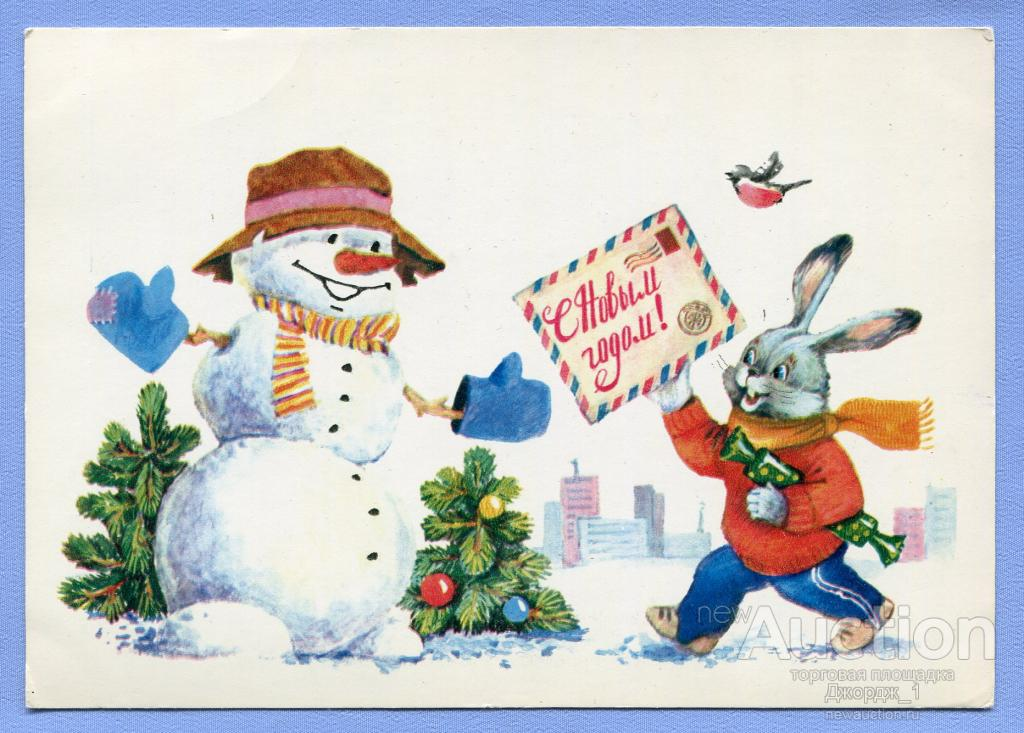 С Новым
годом!
newAuction
торговая площадка
Джордж_1
newauction.ru